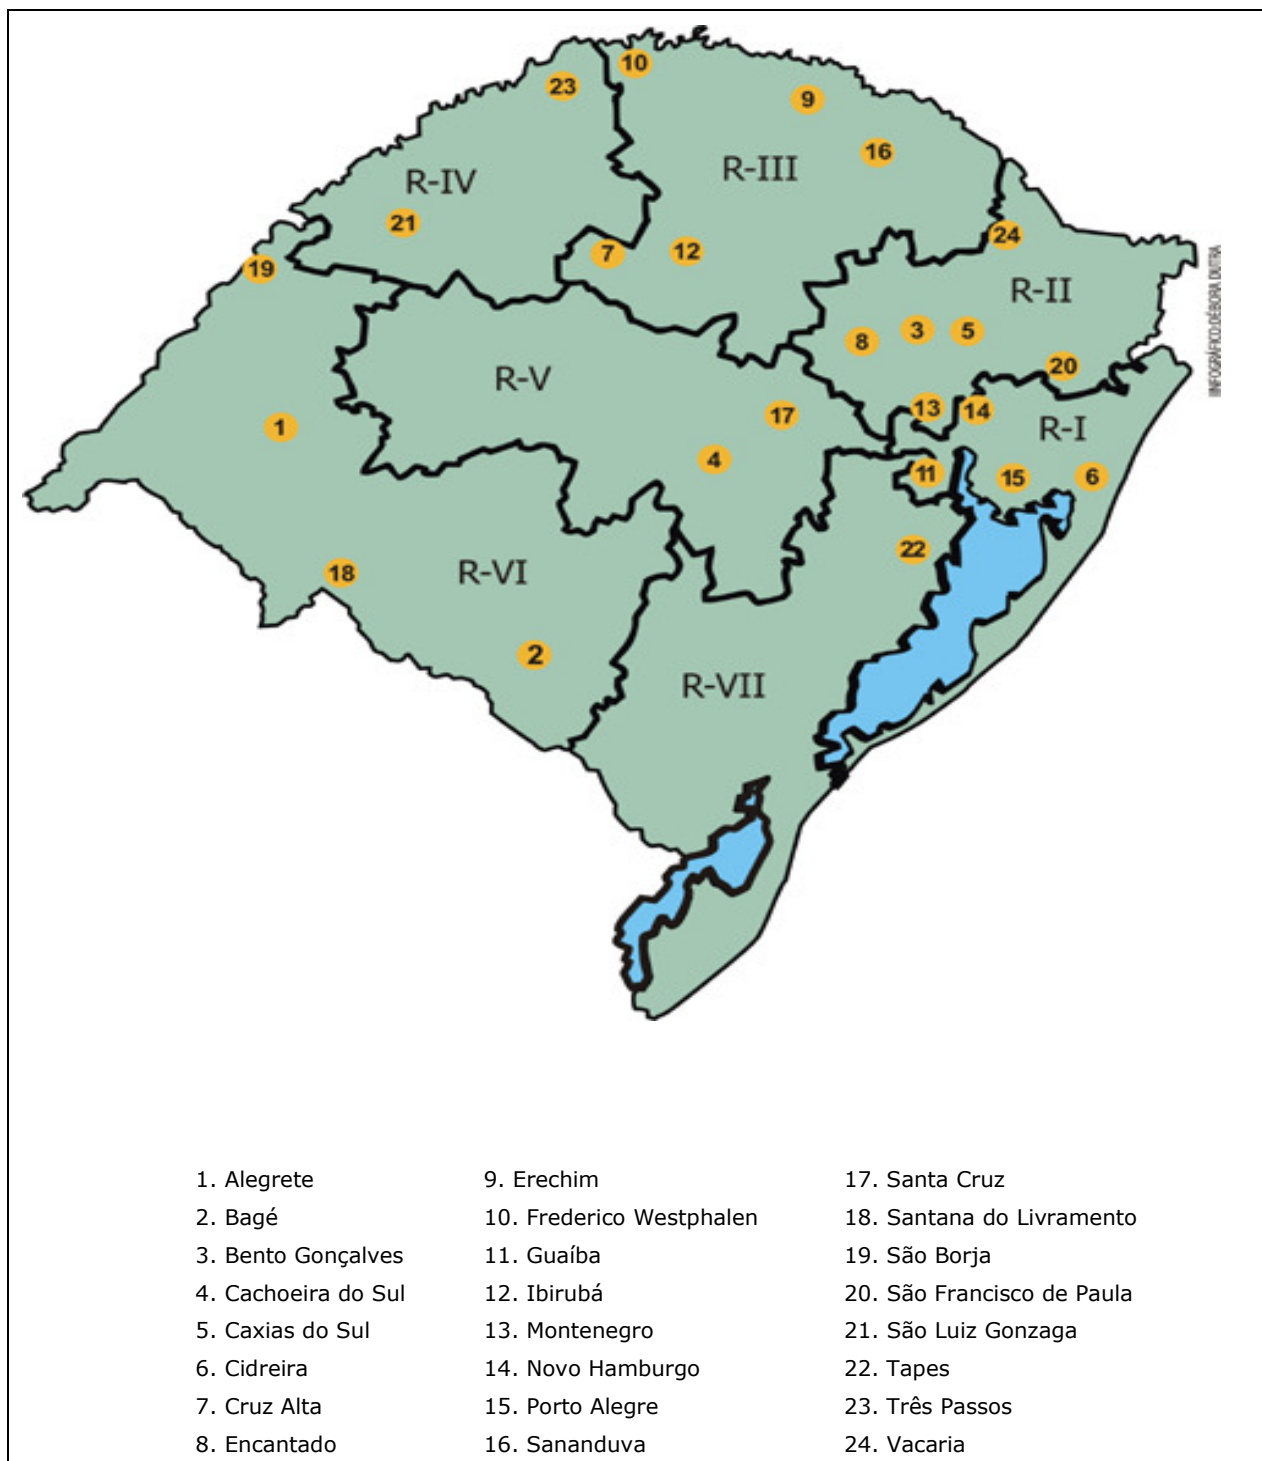 10
23
9
16
R-III
R-IV
21
24
7
12
19
INFOGRÁFICO:DÉBORA DUTRA
R-II
3
5
8
20
R-V
13
14
17
1
R-I
4
11
15
6
22
18
R-VI
2
R-VII
1. Alegrete
2. Bagé
3. Bento Gonçalves
4. Cachoeira do Sul
5. Caxias do Sul
6. Cidreira
7. Cruz Alta
8. Encantado
9. Erechim
10. Frederico Westphalen
11. Guaíba
12. Ibirubá
13. Montenegro
14. Novo Hamburgo
15. Porto Alegre
16. Sananduva
17. Santa Cruz
18. Santana do Livramento
19. São Borja
20. São Francisco de Paula
21. São Luiz Gonzaga
22. Tapes
23. Três Passos
24. Vacaria